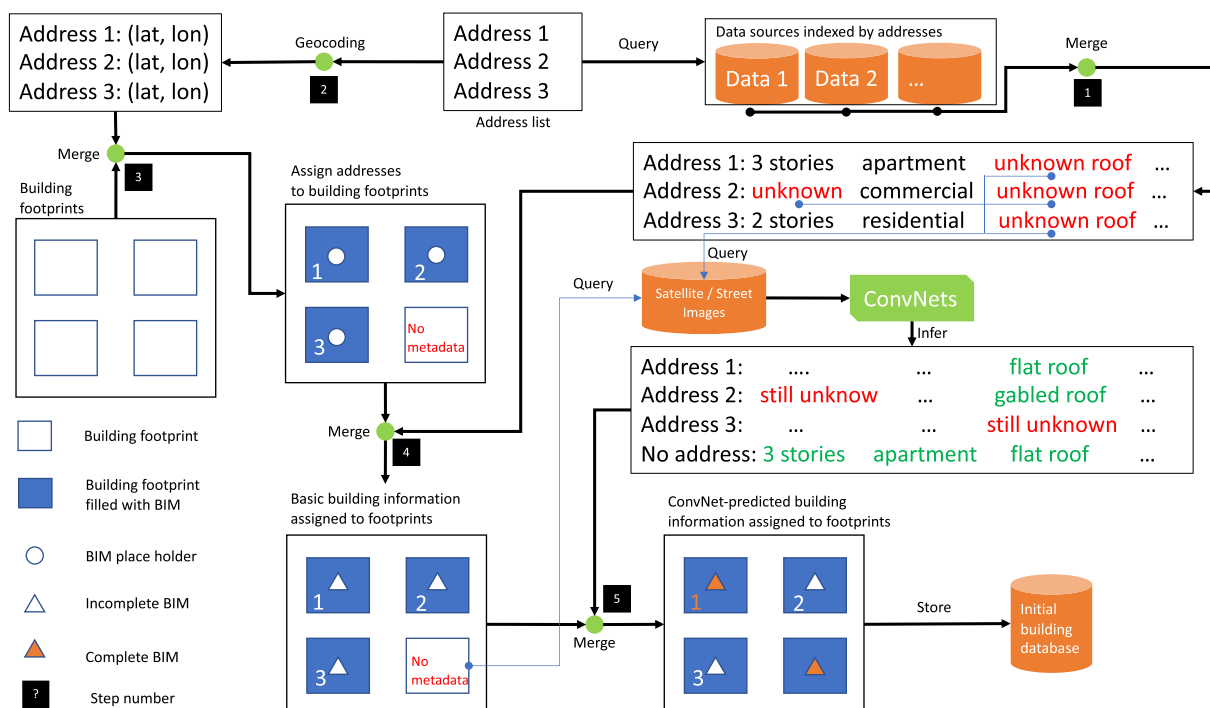 Address 1: (lat, lon)
Address 2: (lat, lon)
Address 3: (lat, lon)
Geocoding
2
Address 1
Address 2
Address 3
Address list
Query
Data sources indexed by addresses
Data 1
Data 2
...
Merge
1
Merge
3
Building
footprints
Assign addresses
to building footprints
1
2
3
No
metadata
Address 1: 3 stories apartment unknown roof ...
Address 2: unknown commercial unknown roof ...
Address 3: 2 stories residential unknown roof ...
Query
Query
Satellite / Street
Images
ConvNets
Infer
Address 1: .... ... flat roof ...
Address 2: still unknow ... gabled roof ...
Address 3: ... ... still unknown ...
No address: 3 stories apartment flat roof ...
Merge
4
Building footprint
Building footprint
filled with BIM
BIM place holder
Incomplete BIM
Complete BIM
?
Step number
Basic building information
assigned to footprints
1
2
3
No
metadata
5
Merge
ConvNet-predicted building
information assigned to footprints
1
2
3
Store
Initial
building
database